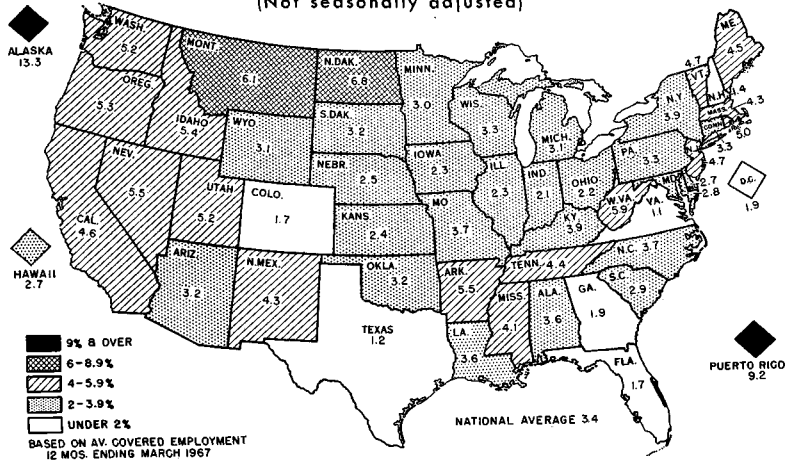 (Not seasonally adjusted)
ALASKA
13.3
WASH.
5.2
OREG.
5.3
IDAHO
5.4
MONT.
6.1
N.DAK.
6.8
MINN.
3.0
WIS.
3.3
MICH.
3.1
N.Y.
3.9
4.7
VT.
N.H.
1.4
ME.
4.5
MASS.
4.3
CONN.
5.0
3.3
WYO.
3.1
S.DAK.
3.2
NEBR.
2.5
IOWA
2.3
ILL.
2.3
IND.
2.1
OHIO
2.2
PA.
3.3
N.J.
4.7
MD.
2.7
2.8
D.C.
1.9
NEV.
5.5
UTAH
5.2
COLO.
1.7
KANS.
2.4
MO.
3.7
KY.
3.9
W.VA.
5.9
VA.
1.1
CAL.
4.6
HAWAII
2.7
ARIZ.
3.2
N.MEX.
4.3
OKLA.
3.2
ARK.
5.5
TENN. 4.4
N.C. 3.7
S.C.
2.9
MISS.
4.1
ALA.
3.6
GA.
1.9
TEXAS
1.2
LA.
3.6
FLA.
1.7
PUERTO RICO
9.2
9% & OVER
6-8.9%
4-5.9%
2-3.9%
UNDER 2%
NATIONAL AVERAGE 3.4
BASED ON AV. COVERED EMPLOYMENT
12 MOS. ENDING MARCH 1967